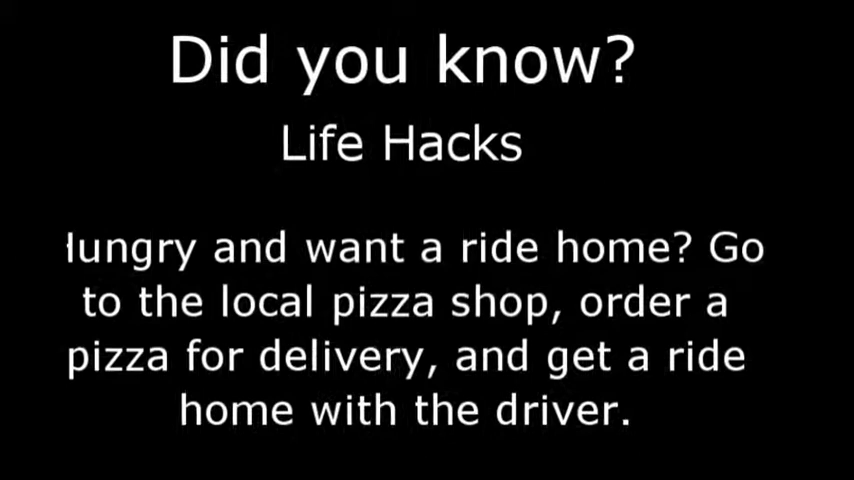 Did you know?
Life Hacks
Hungry and want a ride home? Go
to the local pizza shop, order a
pizza for delivery, and get a ride
home with the driver.